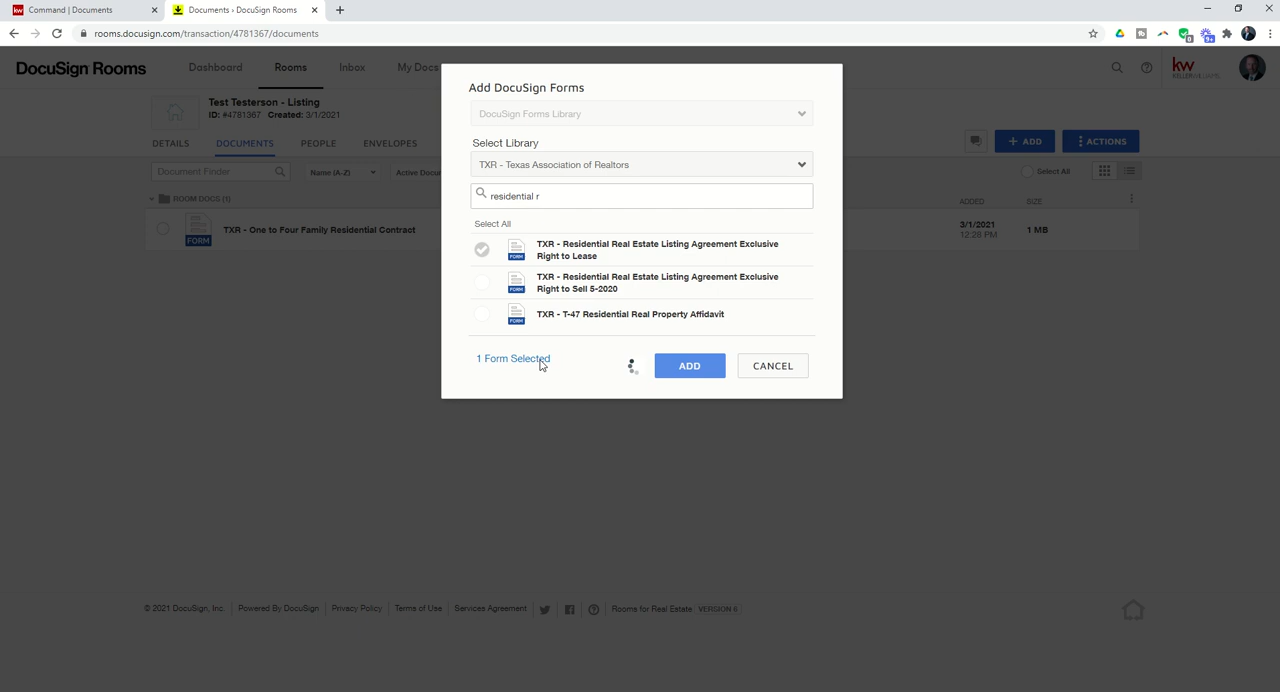 Command | Documents
Documents › DocuSign Rooms
rooms.docusign.com/transaction/4781367/documents
DocuSign Rooms
Dashboard
Rooms
Inbox
My Docs
kw
KELLERWILLIAMS
Test Testerson - Listing
ID: #4781367 Created: 3/1/2021
DETAILS
DOCUMENTS
PEOPLE
ENVELOPES
+ ADD
ACTIONS
Document Finder
Name (A-Z)
Active Docum
Select All
ROOM DOCS (1)
ADDED
SIZE
FORM
TXR - One to Four Family Residential Contract
3/1/2021
12:28 PM
1 MB
Add DocuSign Forms
DocuSign Forms Library
Select Library
TXR - Texas Association of Realtors
residential r
Select All
FORM
TXR - Residential Real Estate Listing Agreement Exclusive
Right to Lease
FORM
TXR - Residential Real Estate Listing Agreement Exclusive
Right to Sell 5-2020
FORM
TXR - T-47 Residential Real Property Affidavit
1 Form Selected
ADD
CANCEL
© 2021 DocuSign, Inc.
Powered By DocuSign
Privacy Policy
Terms of Use
Services Agreement
Rooms for Real Estate
VERSION 6